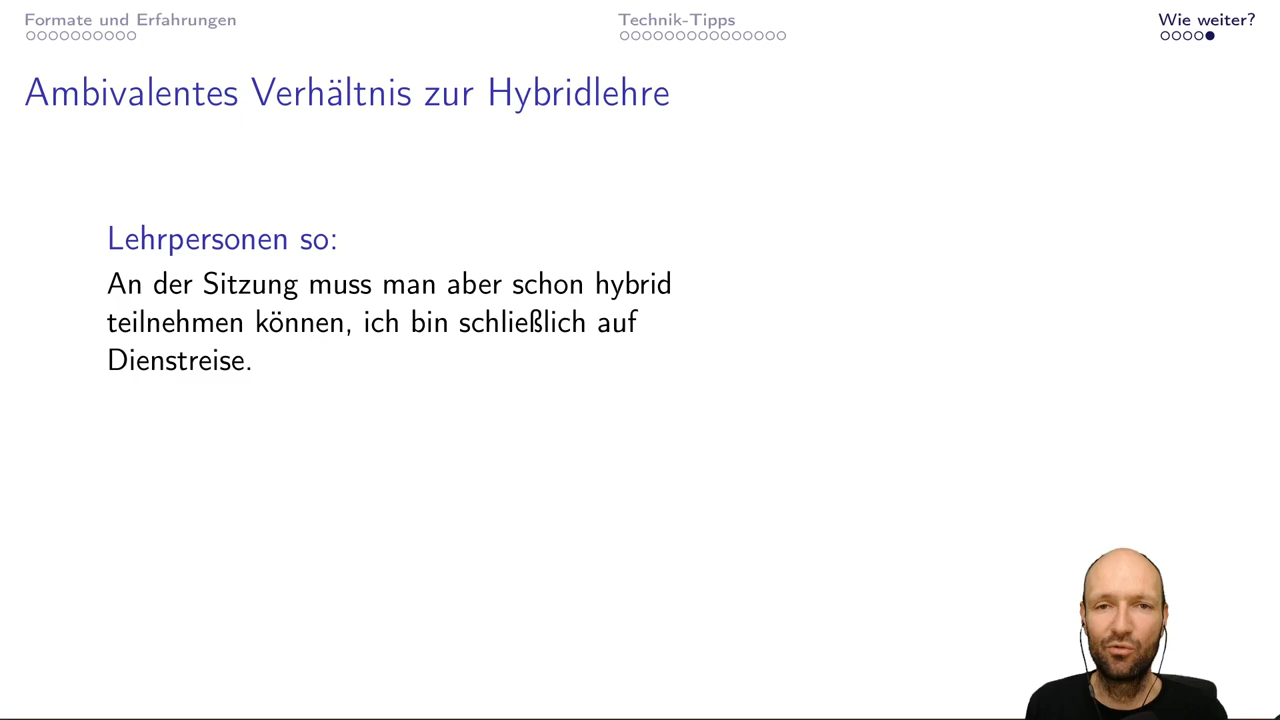 Formate und Erfahrungen
Technik-Tipps
Wie weiter?
Ambivalentes Verhältnis zur Hybridlehre
Lehrpersonen so:
An der Sitzung muss man aber schon hybrid
teilnehmen können, ich bin schließlich auf
Dienstreise.